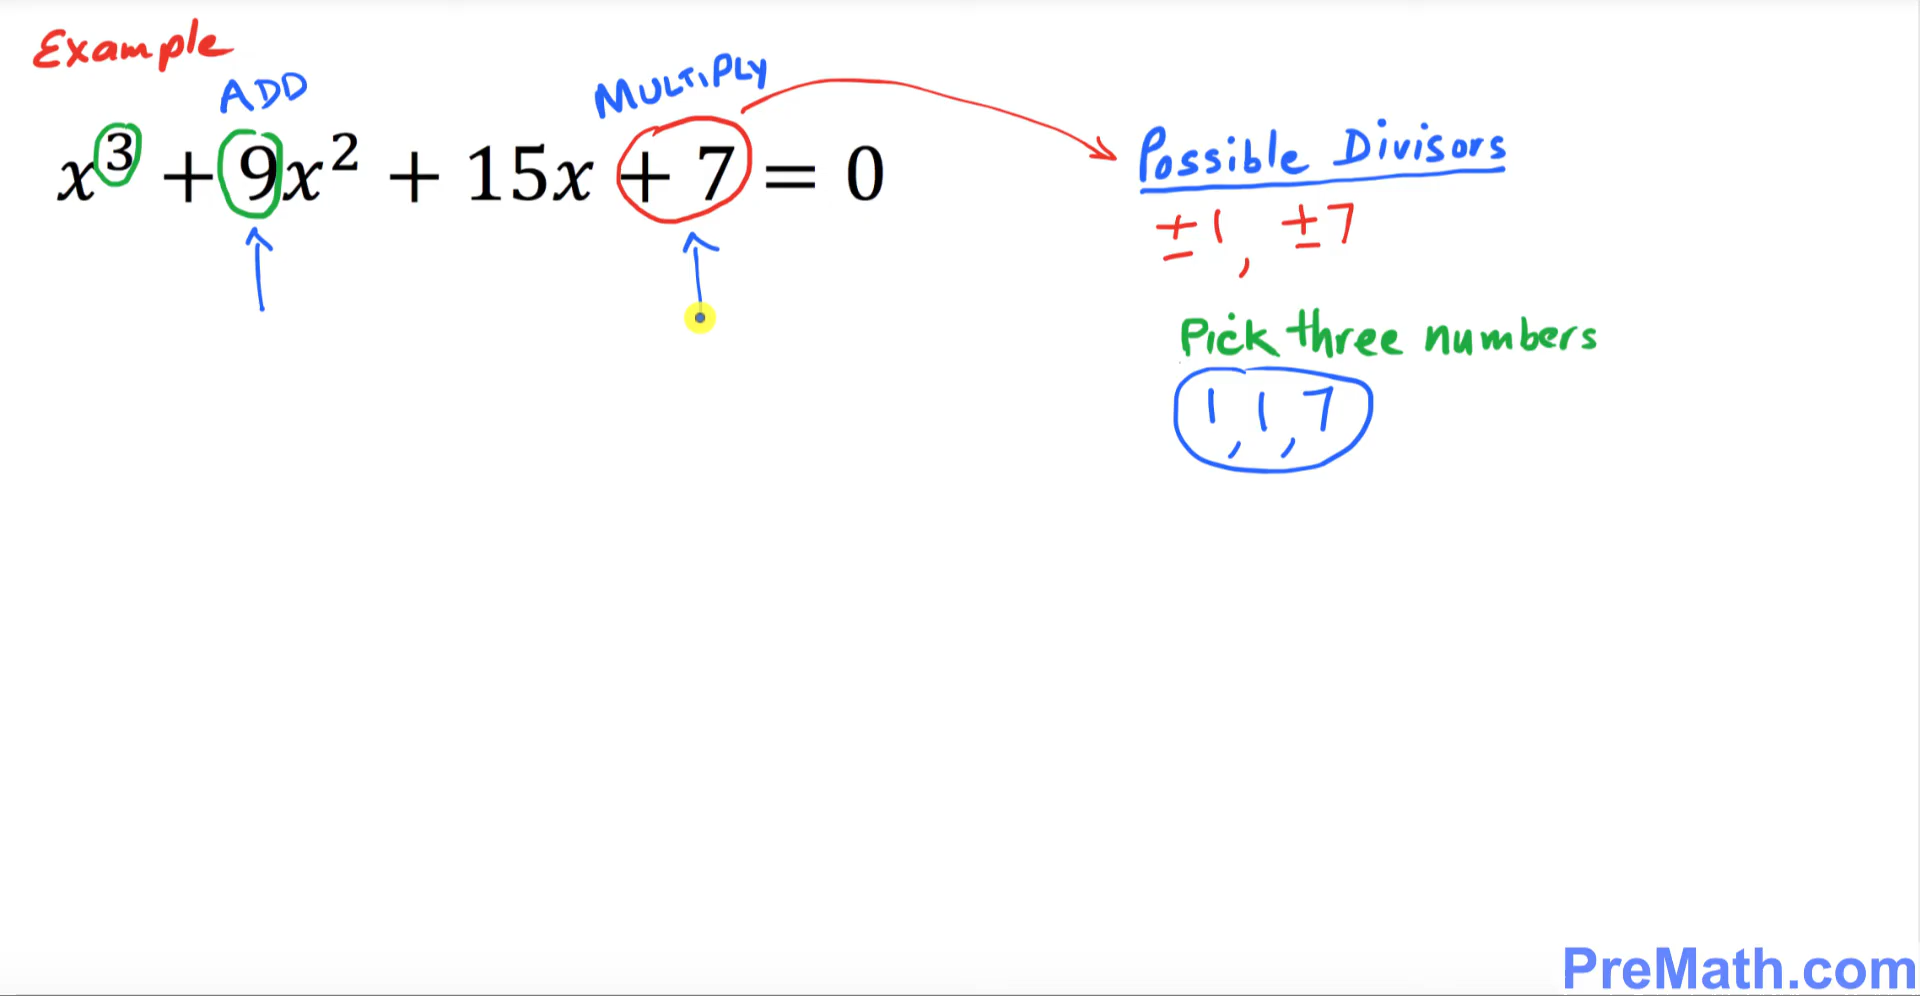 Example
ADD
MULTIPLY
x³ + 9x² + 15x + 7 = 0
Possible Divisors
±1, ±7
Pick three numbers
1, 1, 7
PreMath.com